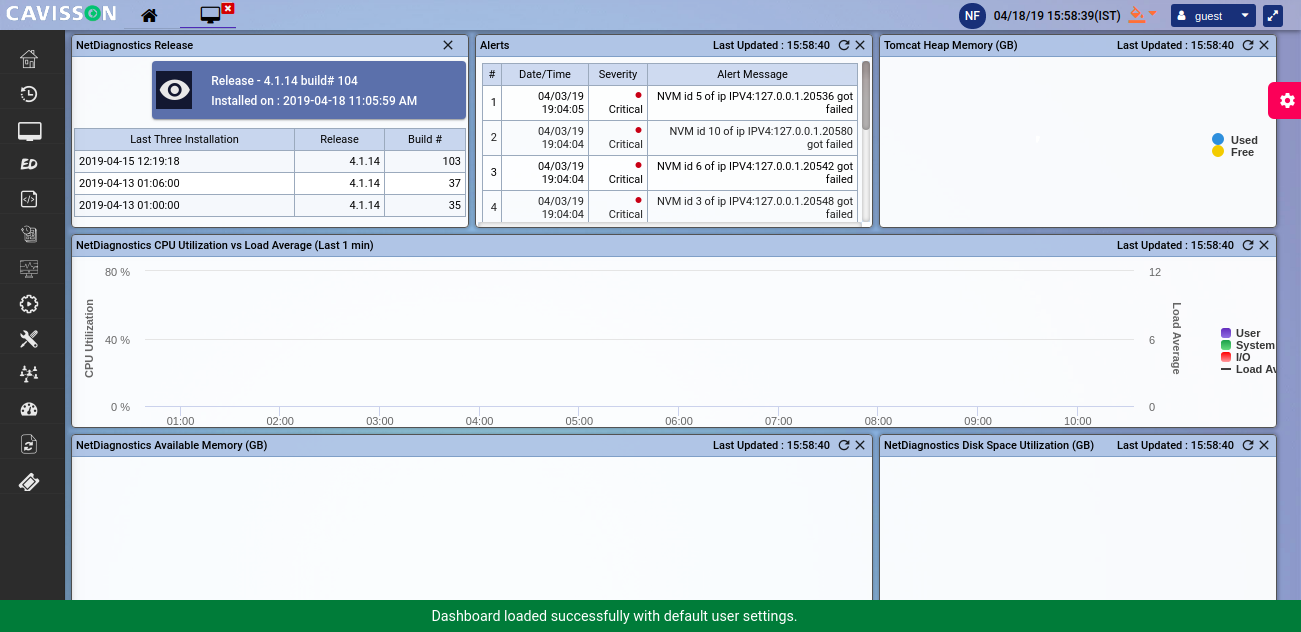 CAVISSON
NF 04/18/19 15:58:39(IST) guest
ED
NetDiagnostics Release
Release - 4.1.14 build# 104
Installed on : 2019-04-18 11:05:59 AM
Last Three Installation Release Build #
2019-04-15 12:19:18 4.1.14 103
2019-04-13 01:06:00 4.1.14 37
2019-04-13 01:00:00 4.1.14 35
Alerts Last Updated : 15:58:40
# Date/Time Severity Alert Message
1 04/03/19 19:04:05 Critical NVM id 5 of ip IPV4:127.0.0.1.20536 got failed
2 04/03/19 19:04:04 Critical NVM id 10 of ip IPV4:127.0.0.1.20580 got failed
3 04/03/19 19:04:04 Critical NVM id 6 of ip IPV4:127.0.0.1.20542 got failed
4 04/03/19 19:04:04 Critical NVM id 3 of ip IPV4:127.0.0.1.20548 got failed
Tomcat Heap Memory (GB) Last Updated : 15:58:40
Used
Free
NetDiagnostics CPU Utilization vs Load Average (Last 1 min) Last Updated : 15:58:40
CPU Utilization
80 %
40 %
0 %
12
6
0
Load Average
01:00 02:00 03:00 04:00 05:00 06:00 07:00 08:00 09:00 10:00
User
System
I/O
Load Av
NetDiagnostics Available Memory (GB) Last Updated : 15:58:40
NetDiagnostics Disk Space Utilization (GB) Last Updated : 15:58:40
Dashboard loaded successfully with default user settings.